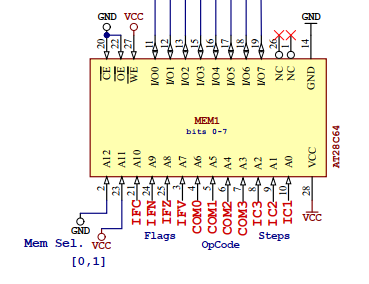 GND VCC GND
20 22 27 11 12 13 15 16 17 18 19 26 1 14
CE OE WE I/O0 I/O1 I/O2 I/O3 I/O4 I/O5 I/O6 I/O7 NC NC GND
MEM1
bits 0-7
AT28C64
A12 A11 A10 A9 A8 A7 A6 A5 A4 A3 A2 A1 A0 VCC
2 23 21 24 25 3 4 5 6 7 8 9 10 28
IFC IFN IFZ IFV COM0 COM1 COM2 COM3 IC3 IC2 IC1
GND VCC VCC
Flags OpCode Steps
Mem Sel.
[0,1]